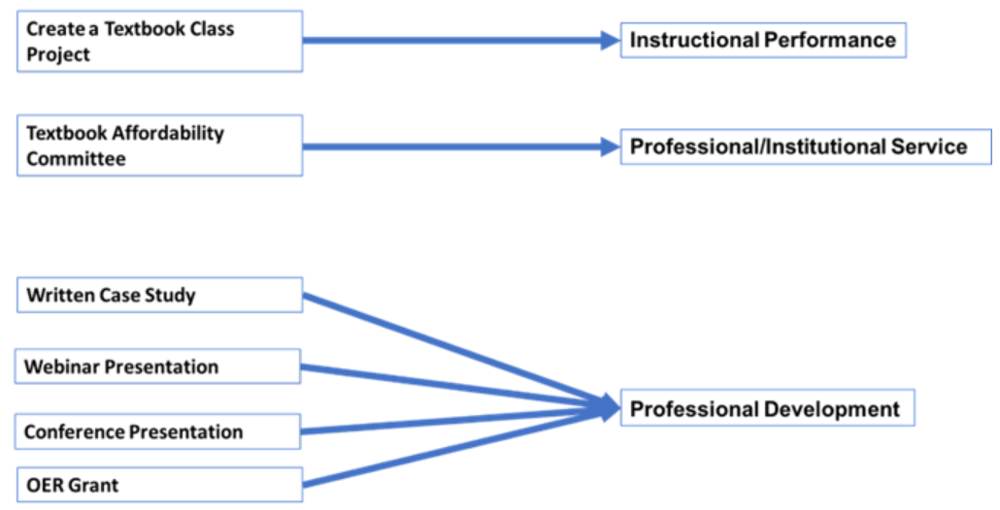 Create a Textbook Class
Project
Instructional Performance
Textbook Affordability
Committee
Professional/Institutional Service
Written Case Study
Webinar Presentation
Professional Development
Conference Presentation
OER Grant